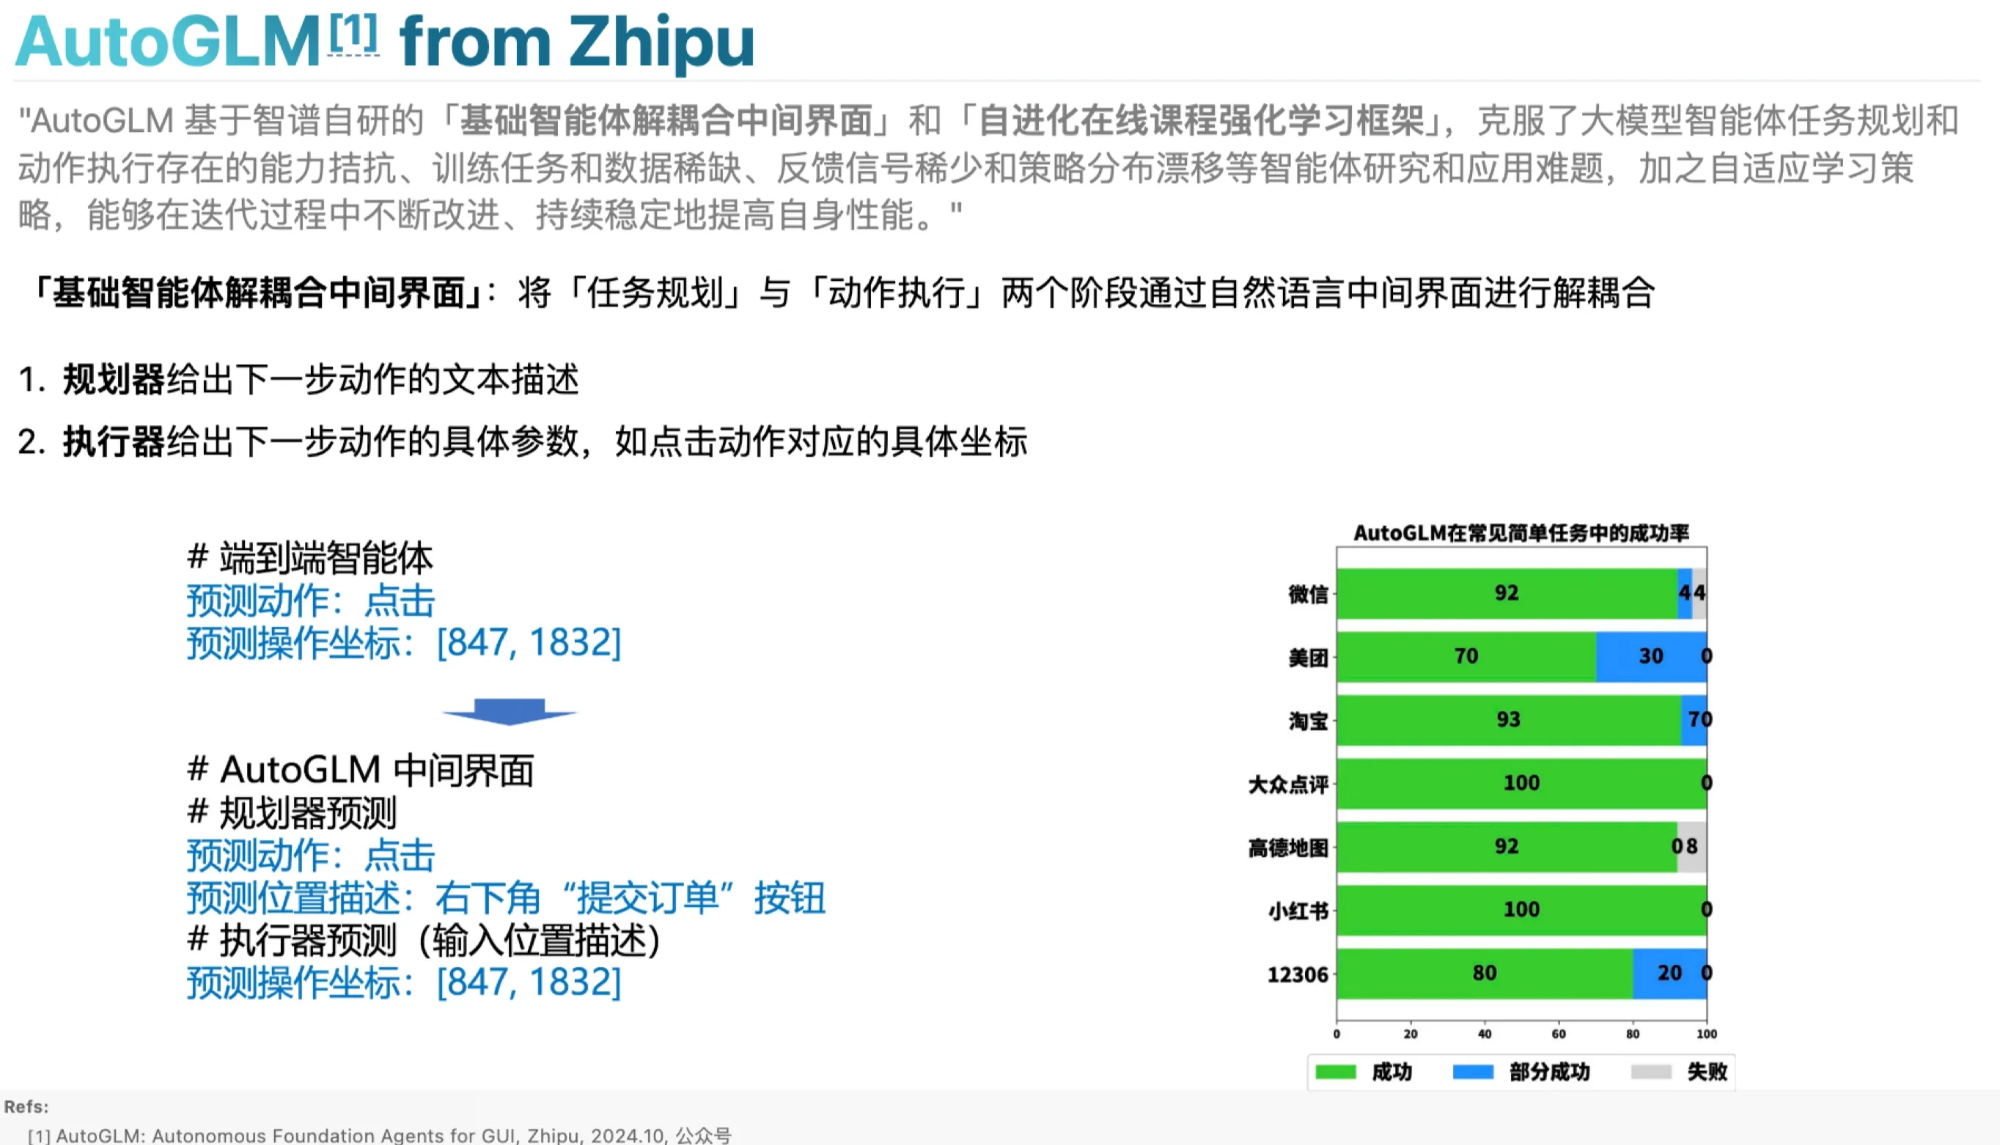 AutoGLM[1] from Zhipu
"AutoGLM 基于智谱自研的「基础智能体解耦合中间界面」和「自进化在线课程强化学习框架」，克服了大模型智能体任务规划和
动作执行存在的能力拮抗、训练任务和数据稀缺、反馈信号稀少和策略分布漂移等智能体研究和应用难题，加之自适应学习策
略，能够在迭代过程中不断改进、持续稳定地提高自身性能。"
「基础智能体解耦合中间界面」：将「任务规划」与「动作执行」两个阶段通过自然语言中间界面进行解耦合
1. 规划器给出下一步动作的文本描述
2. 执行器给出下一步动作的具体参数，如点击动作对应的具体坐标
# 端到端智能体
预测动作：点击
预测操作坐标：[847, 1832]
# AutoGLM 中间界面
# 规划器预测
预测动作：点击
预测位置描述：右下角“提交订单”按钮
# 执行器预测（输入位置描述）
预测操作坐标：[847, 1832]
AutoGLM在常见简单任务中的成功率
微信 92 4 4
美团 70 30 0
淘宝 93 7 0
大众点评 100 0
高德地图 92 0 8
小红书 100 0
12306 80 20 0
0 20 40 60 80 100
成功 部分成功 失败
Refs:
[1] AutoGLM: Autonomous Foundation Agents for GUI, Zhipu, 2024.10, 公众号